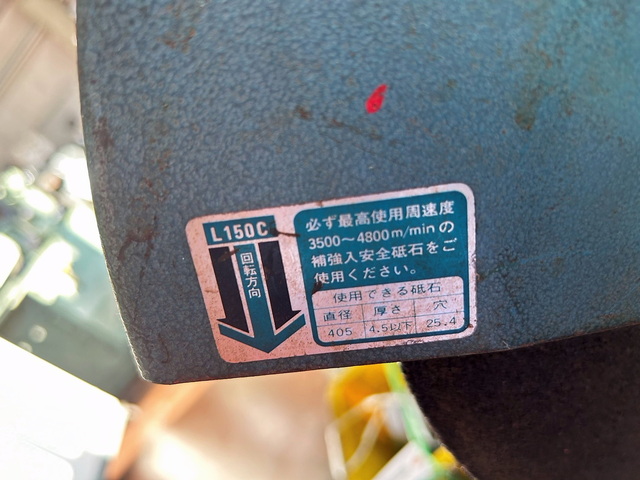 L150C
回転方向
必ず最高使用周速度
3500～4800m/minの
補強入安全砥石をご
使用ください。
使用できる砥石
直径 厚さ 穴
405 4.5以下 25.4